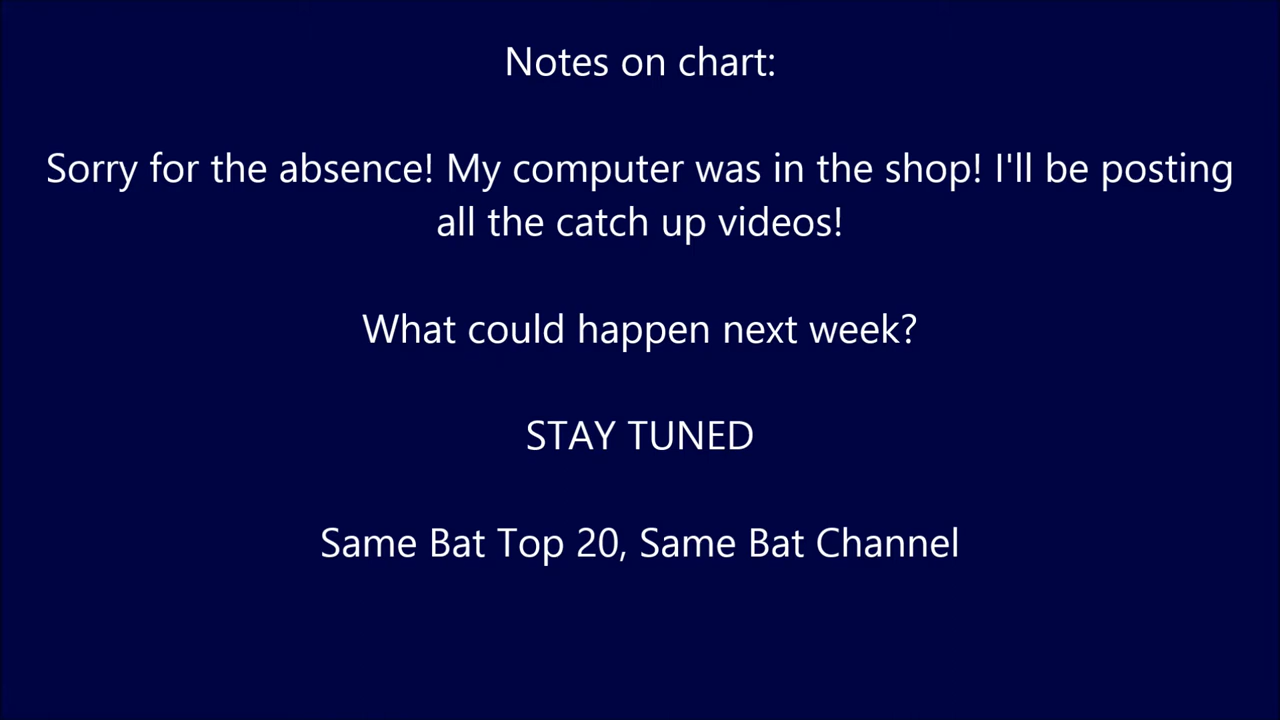 Notes on chart:
Sorry for the absence! My computer was in the shop! I'll be posting
all the catch up videos!
What could happen next week?
STAY TUNED
Same Bat Top 20, Same Bat Channel